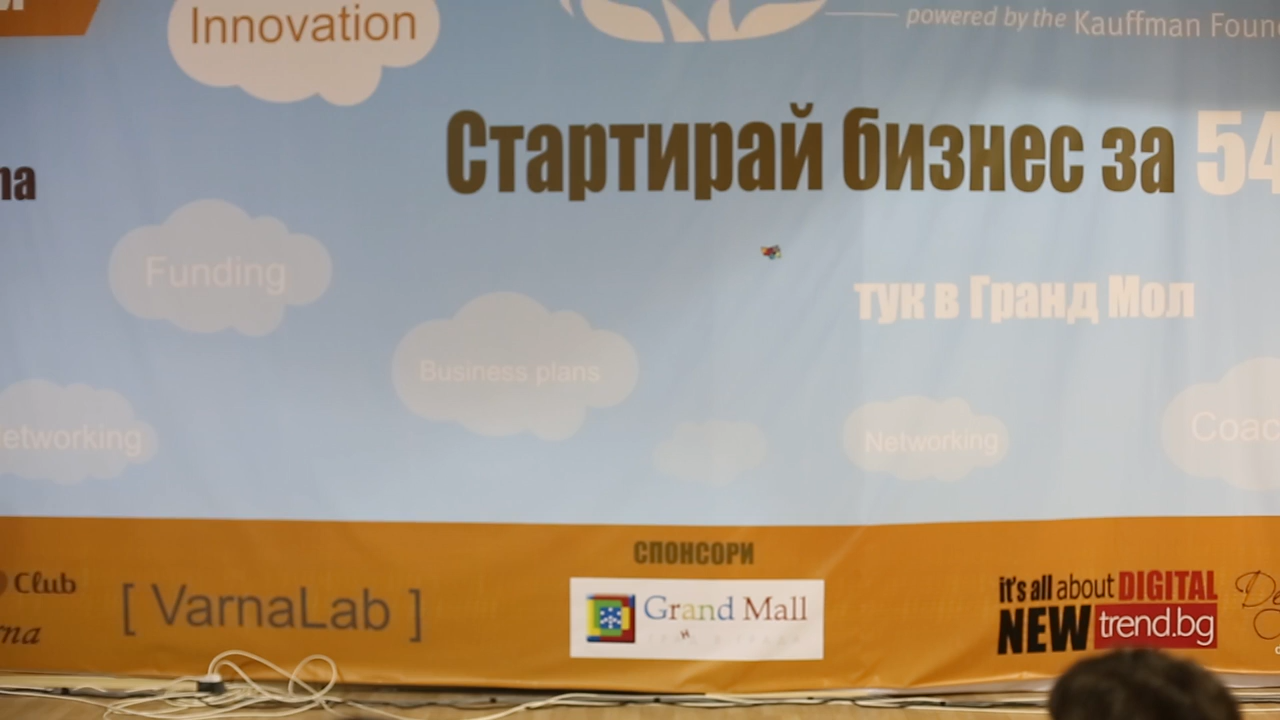 Innovation
powered by the Kauffman Foun
Стартирай бизнес за 54
na
Funding
тук в Гранд Мол
Business plans
etworking
Networking
Coac
СПОНСОРИ
Club
rna
[ VarnaLab ]
Grand Mall
it's all about DIGITAL
NEW trend.bg